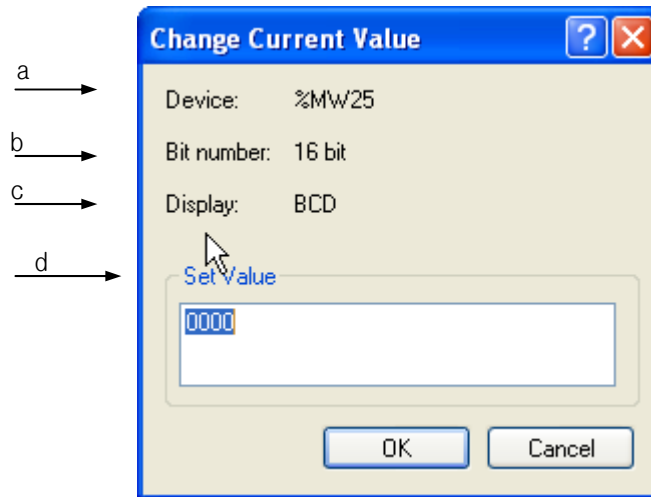 Change Current Value
a
Device: %MW25
b
Bit number: 16 bit
c
Display: BCD
d
Set Value
0000
OK Cancel